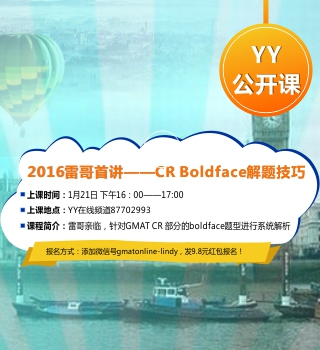 YY
公开课
2016雷哥首讲——CR Boldface解题技巧
上课时间：1月21日 下午16：00——17:00
上课地点：YY在线频道87702993
课程简介：雷哥亲临，针对GMAT CR 部分的boldface题型进行系统解析
报名方式：添加微信号gmatonline-lindy，发9.8元红包报名！